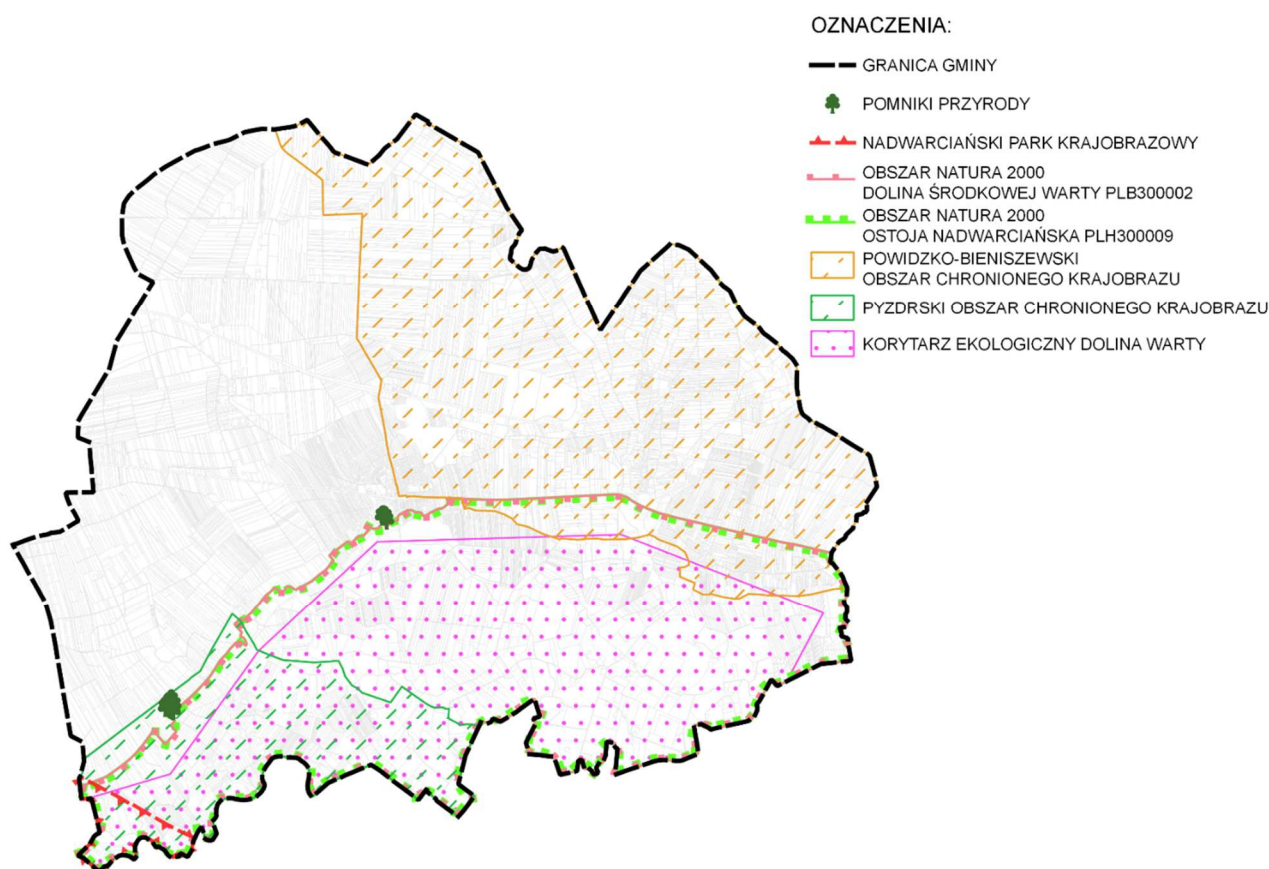 OZNACZENIA:
GRANICA GMINY
POMNIKI PRZYRODY
NADWARCIAŃSKI PARK KRAJOBRAZOWY
OBSZAR NATURA 2000
DOLINA ŚRODKOWEJ WARTY PLB300002
OBSZAR NATURA 2000
OSTOJA NADWARCIAŃSKA PLH300009
POWIDZKO-BIENISZEWSKI
OBSZAR CHRONIONEGO KRAJOBRAZU
PYZDRSKI OBSZAR CHRONIONEGO KRAJOBRAZU
KORYTARZ EKOLOGICZNY DOLINA WARTY